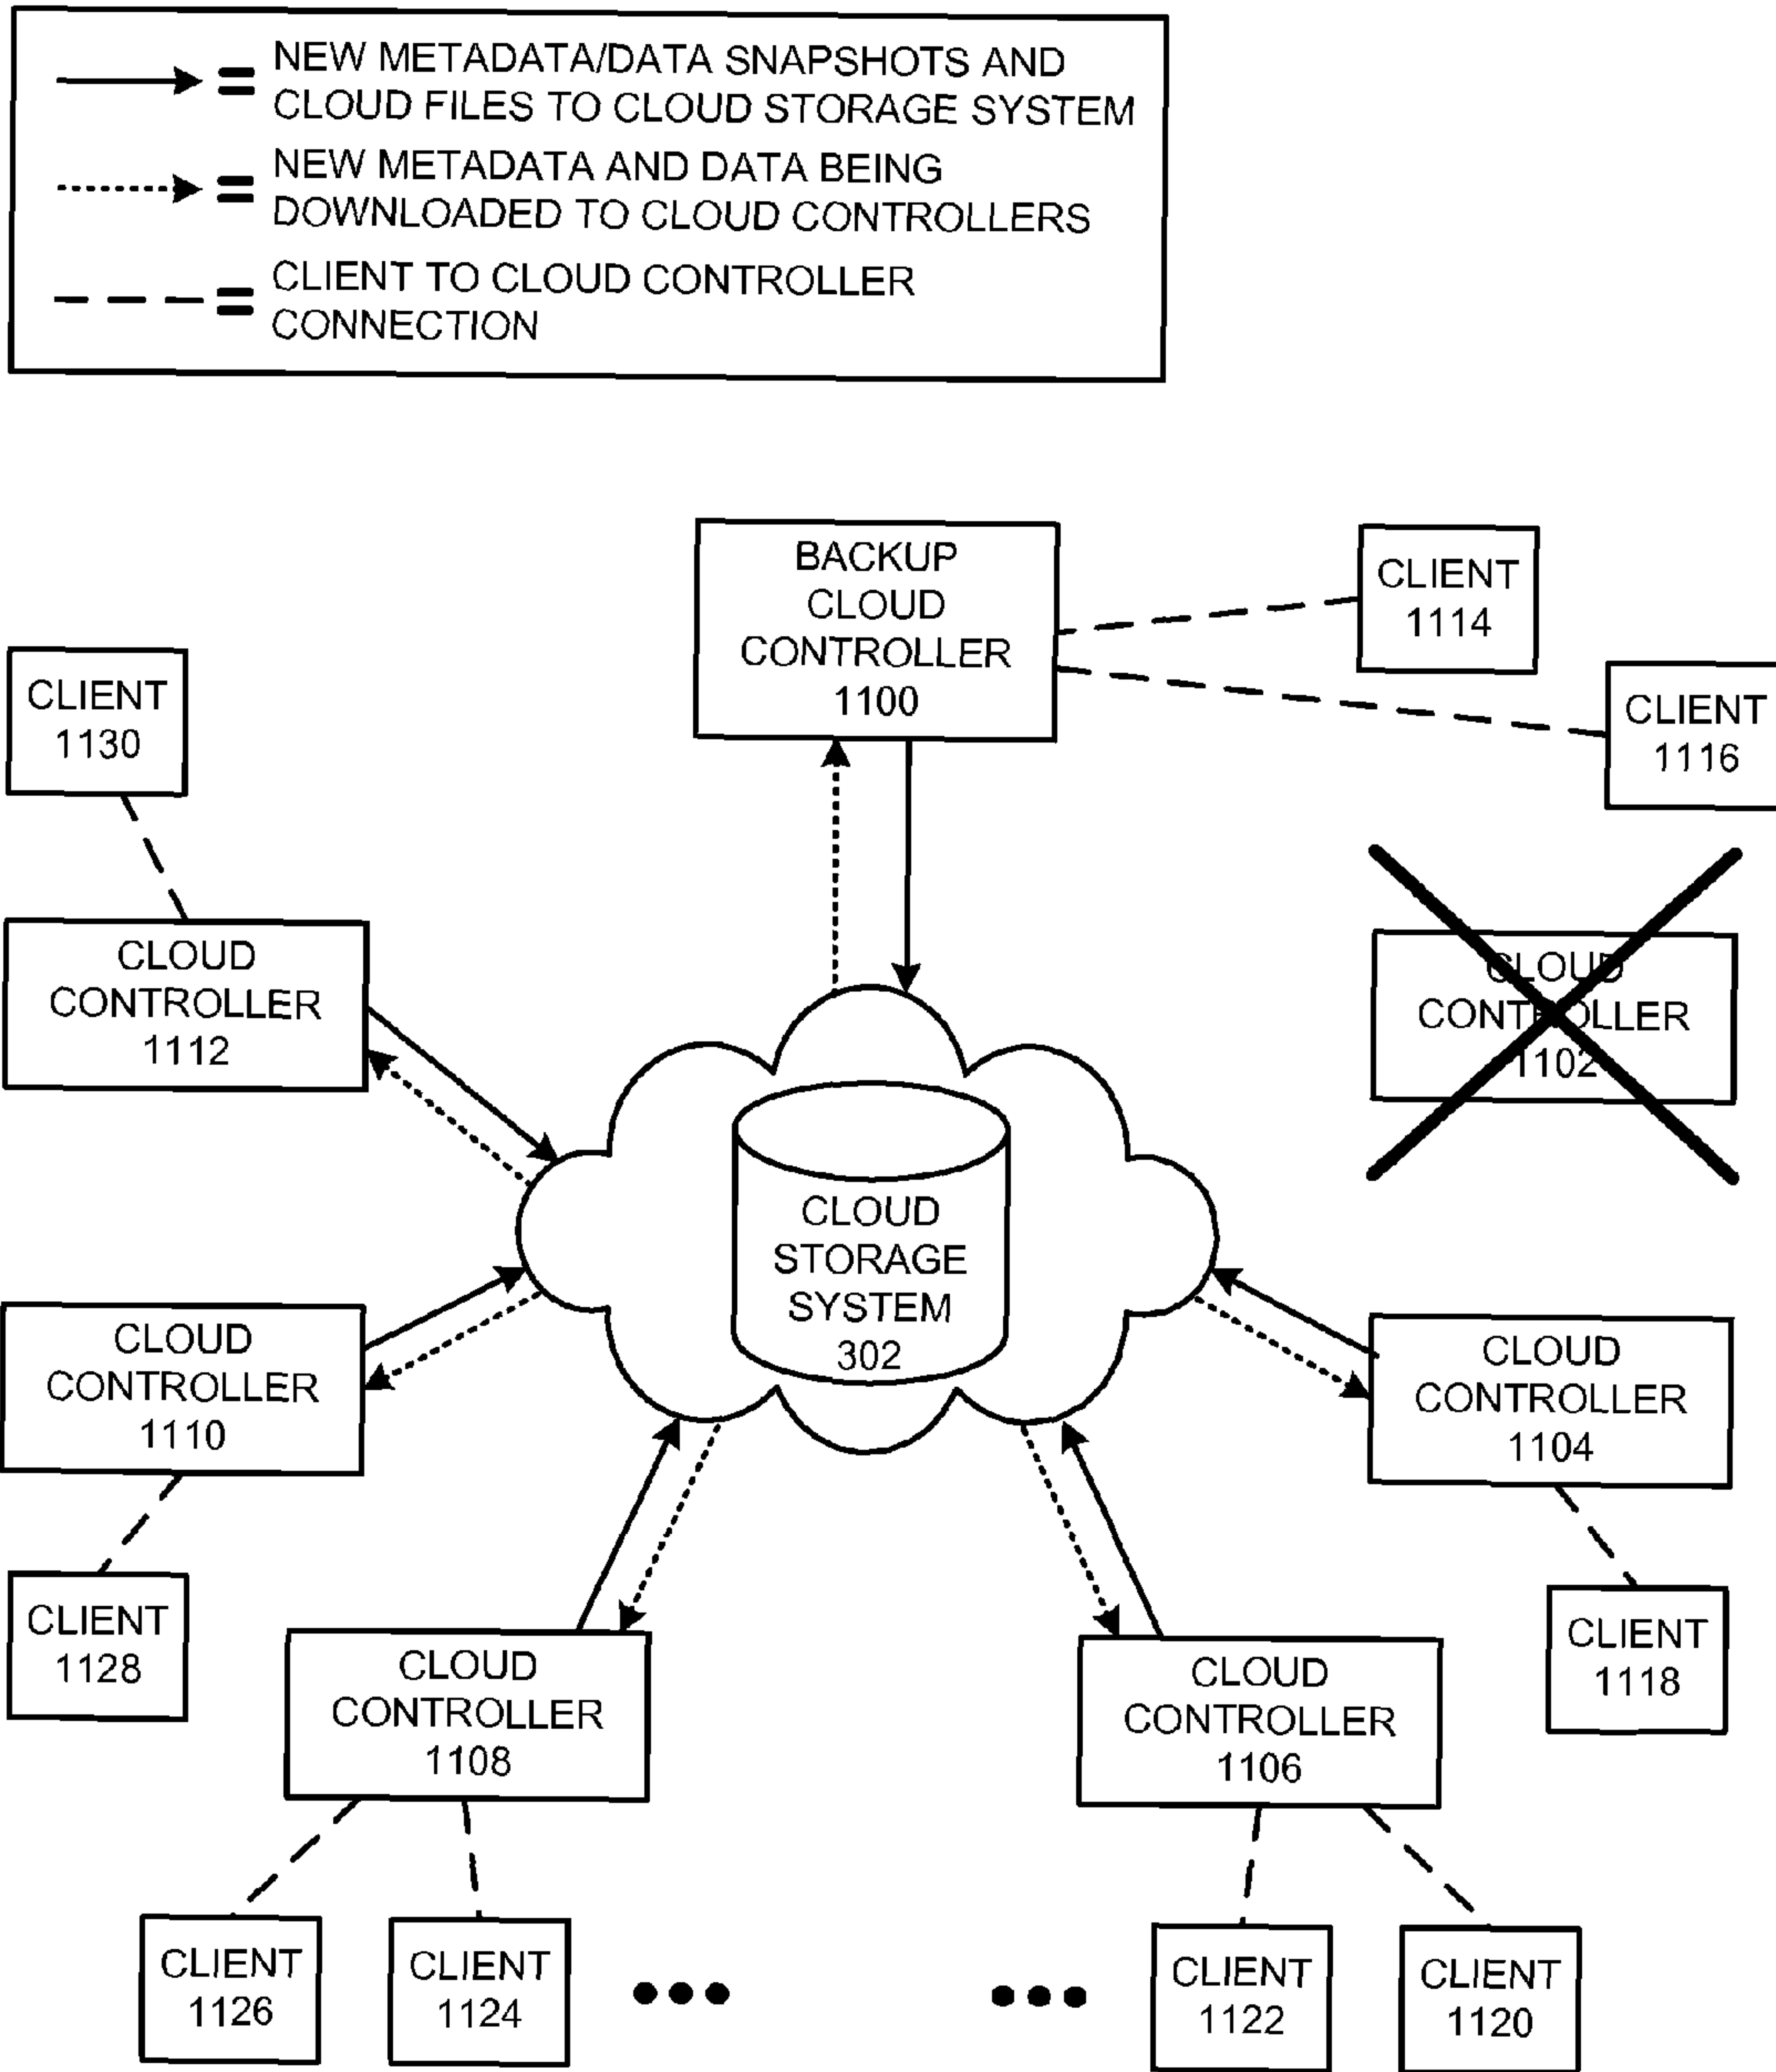 NEW METADATA/DATA SNAPSHOTS AND
CLOUD FILES TO CLOUD STORAGE SYSTEM
NEW METADATA AND DATA BEING
DOWNLOADED TO CLOUD CONTROLLERS
CLIENT TO CLOUD CONTROLLER
CONNECTION
BACKUP
CLOUD
CONTROLLER
1100
CLIENT
1114
CLIENT
1116
CLIENT
1130
CLOUD
CONTROLLER
1112
CLOUD
CONTROLLER
1102
CLOUD
STORAGE
SYSTEM
302
CLOUD
CONTROLLER
1110
CLOUD
CONTROLLER
1104
CLIENT
1128
CLOUD
CONTROLLER
1108
CLOUD
CONTROLLER
1106
CLIENT
1118
CLIENT
1126
CLIENT
1124
CLIENT
1122
CLIENT
1120